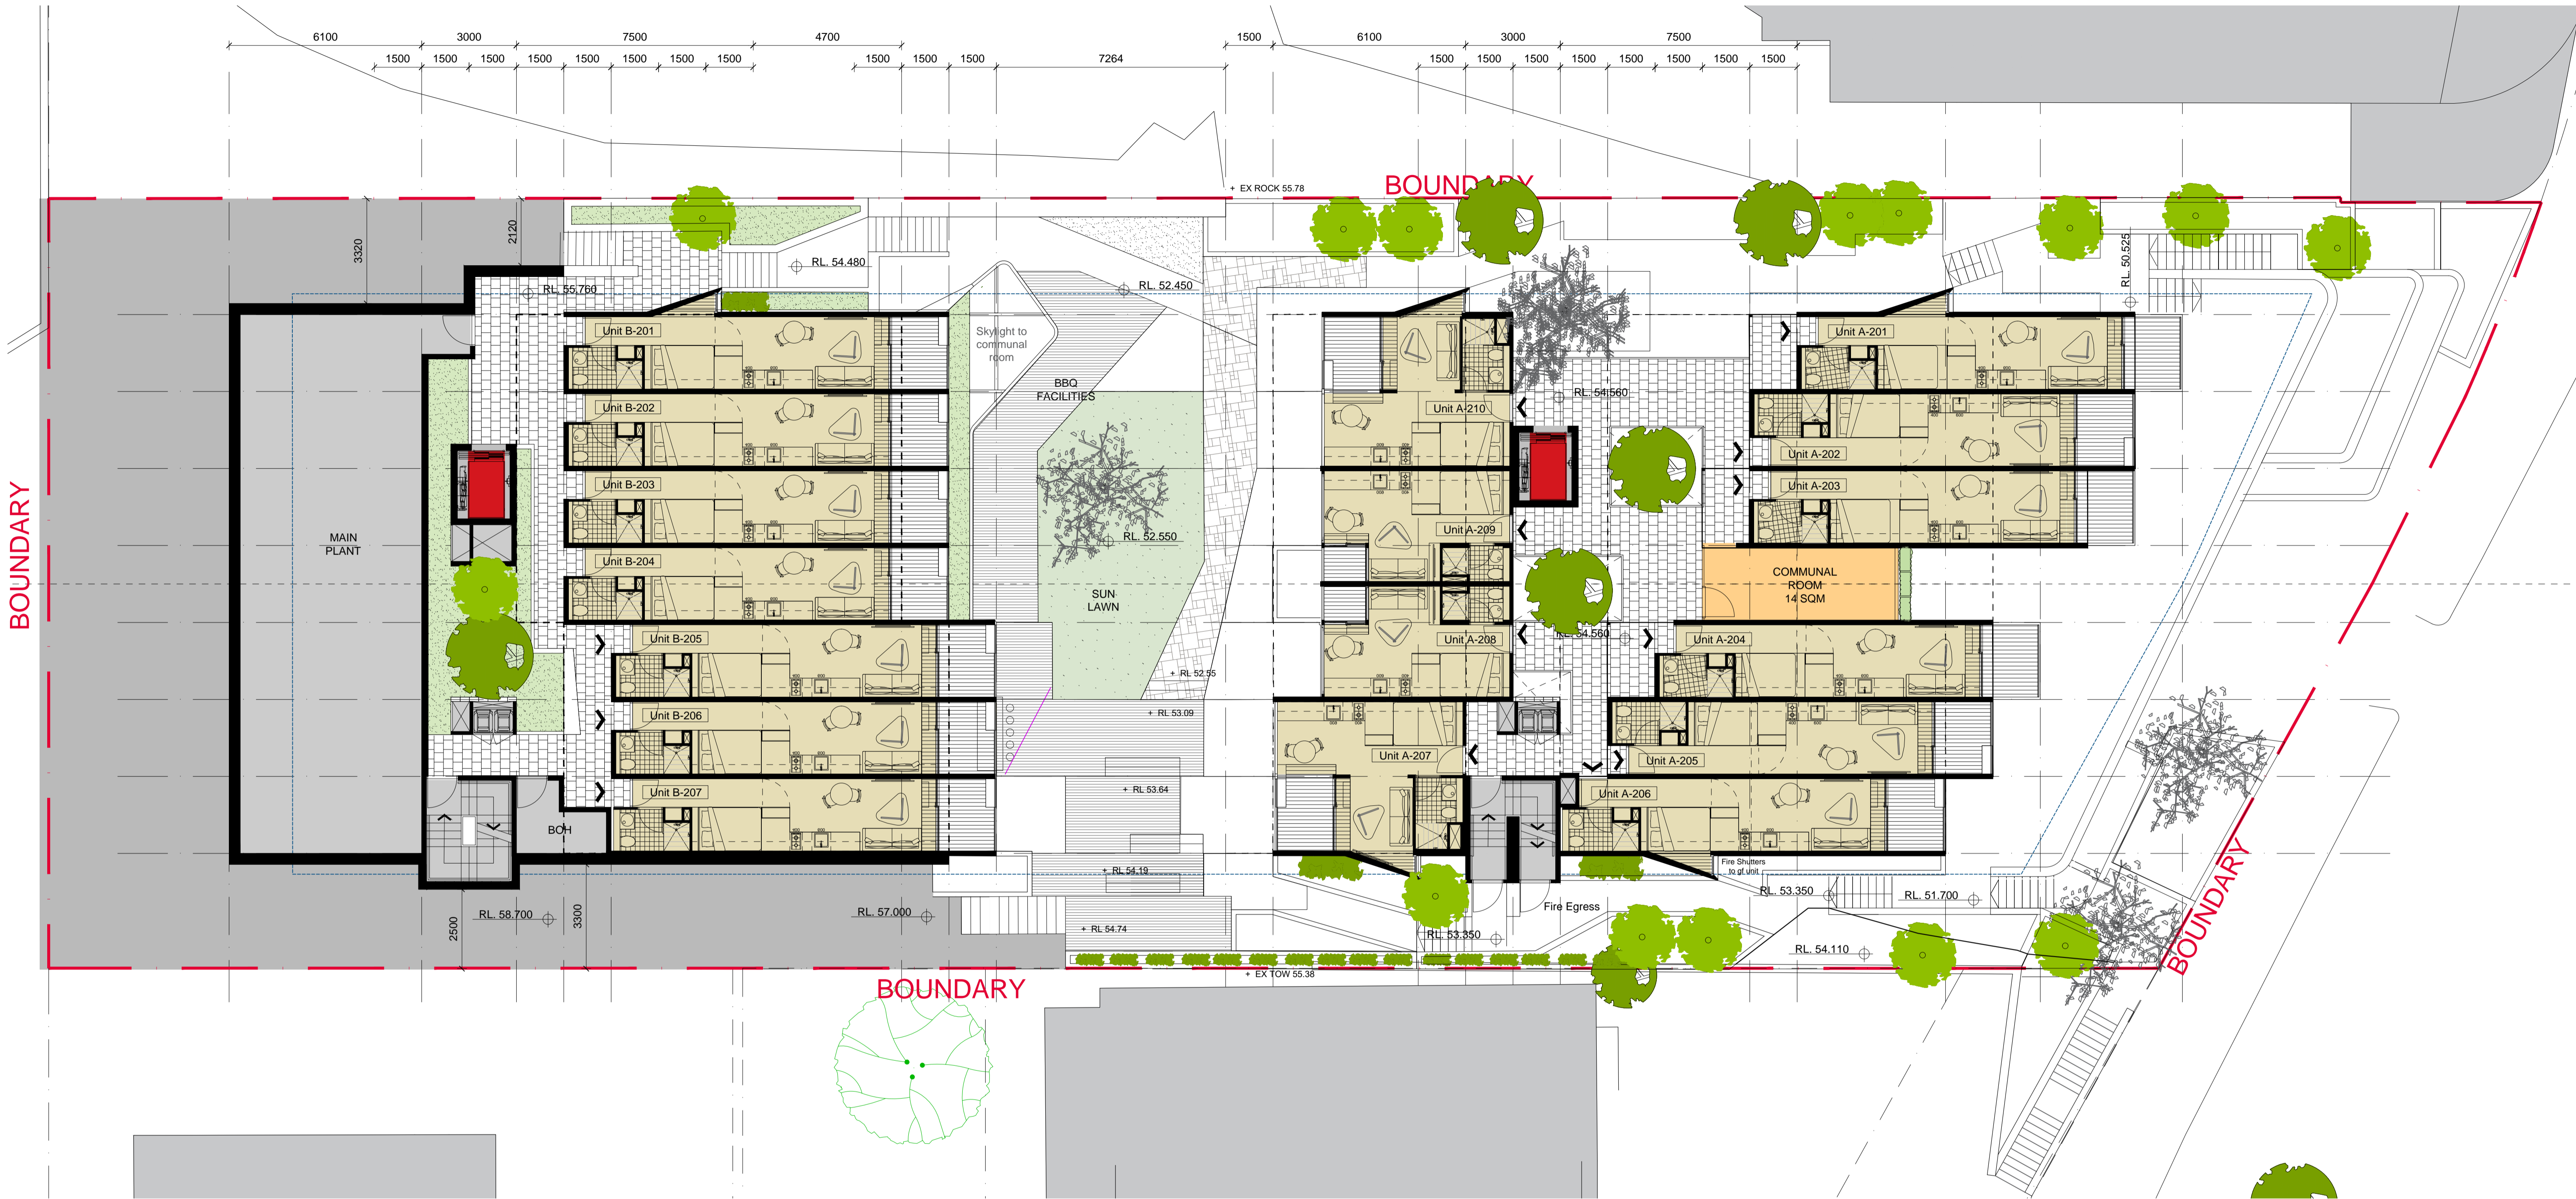 6100 3000 7500 4700 1500 6100 3000 7500
1500 1500 1500 1500 1500 1500 1500 1500 1500 1500 1500 7264 1500 1500 1500 1500 1500 1500 1500 1500
+ EX ROCK 55.78
BOUNDARY
3320
2120
RL. 54.480
RL. 55.760
RL. 52.450
RL. 50.525
Skylight to
communal
room
BBQ
FACILITIES
Unit B-201
Unit B-202
Unit B-203
Unit B-204
Unit B-205
Unit B-206
Unit B-207
MAIN
PLANT
BOUNDARY
BOH
RL. 52.550
SUN
LAWN
+ RL 52.55
+ RL 53.09
+ RL 53.64
+ RL 54.19
+ RL 54.74
Unit A-210
Unit A-209
Unit A-208
Unit A-207
RL. 54.560
RL. 54.560
Unit A-201
Unit A-202
Unit A-203
COMMUNAL
ROOM
14 SQM
Unit A-204
Unit A-205
Unit A-206
Fire Shutters
to gf unit
Fire Egress
RL. 53.350
RL. 53.350
RL. 51.700
RL. 54.110
RL. 58.700
RL. 57.000
2500
3300
+ EX TOW 55.38
BOUNDARY
BOUNDARY